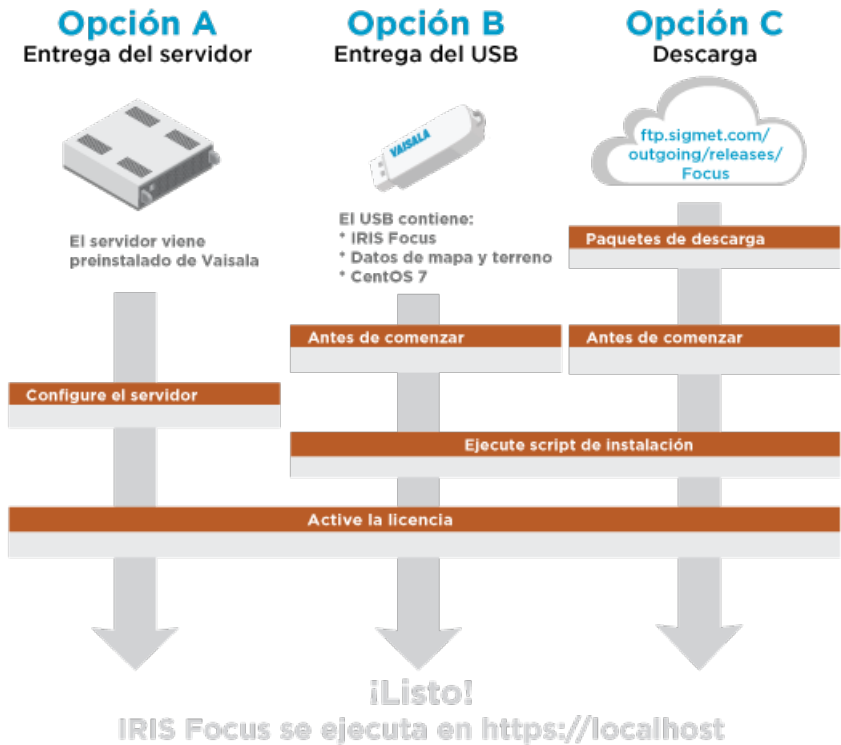 Opción A
Entrega del servidor
El servidor viene
preinstalado de Vaisala
Opción B
Entrega del USB
VAISALA
El USB contiene:
* IRIS Focus
* Datos de mapa y terreno
* CentOS 7
Opción C
Descarga
ftp.sigmet.com/
outgoing/releases/
Focus
Paquetes de descarga
Antes de comenzar
Antes de comenzar
Configure el servidor
Ejecute script de instalación
Active la licencia
¡Listo!
IRIS Focus se ejecuta en https://localhost